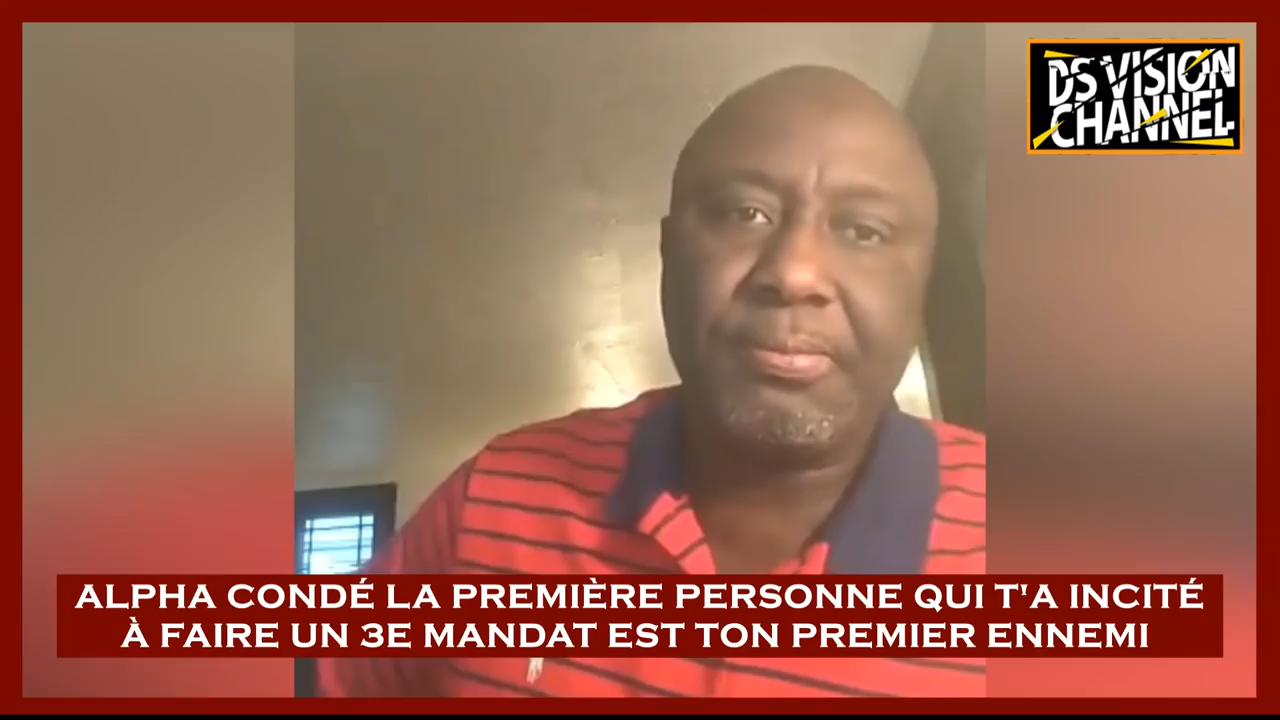 DS VISION
CHANNEL
ALPHA CONDÉ LA PREMIÈRE PERSONNE QUI T'A INCITÉ
À FAIRE UN 3E MANDAT EST TON PREMIER ENNEMI